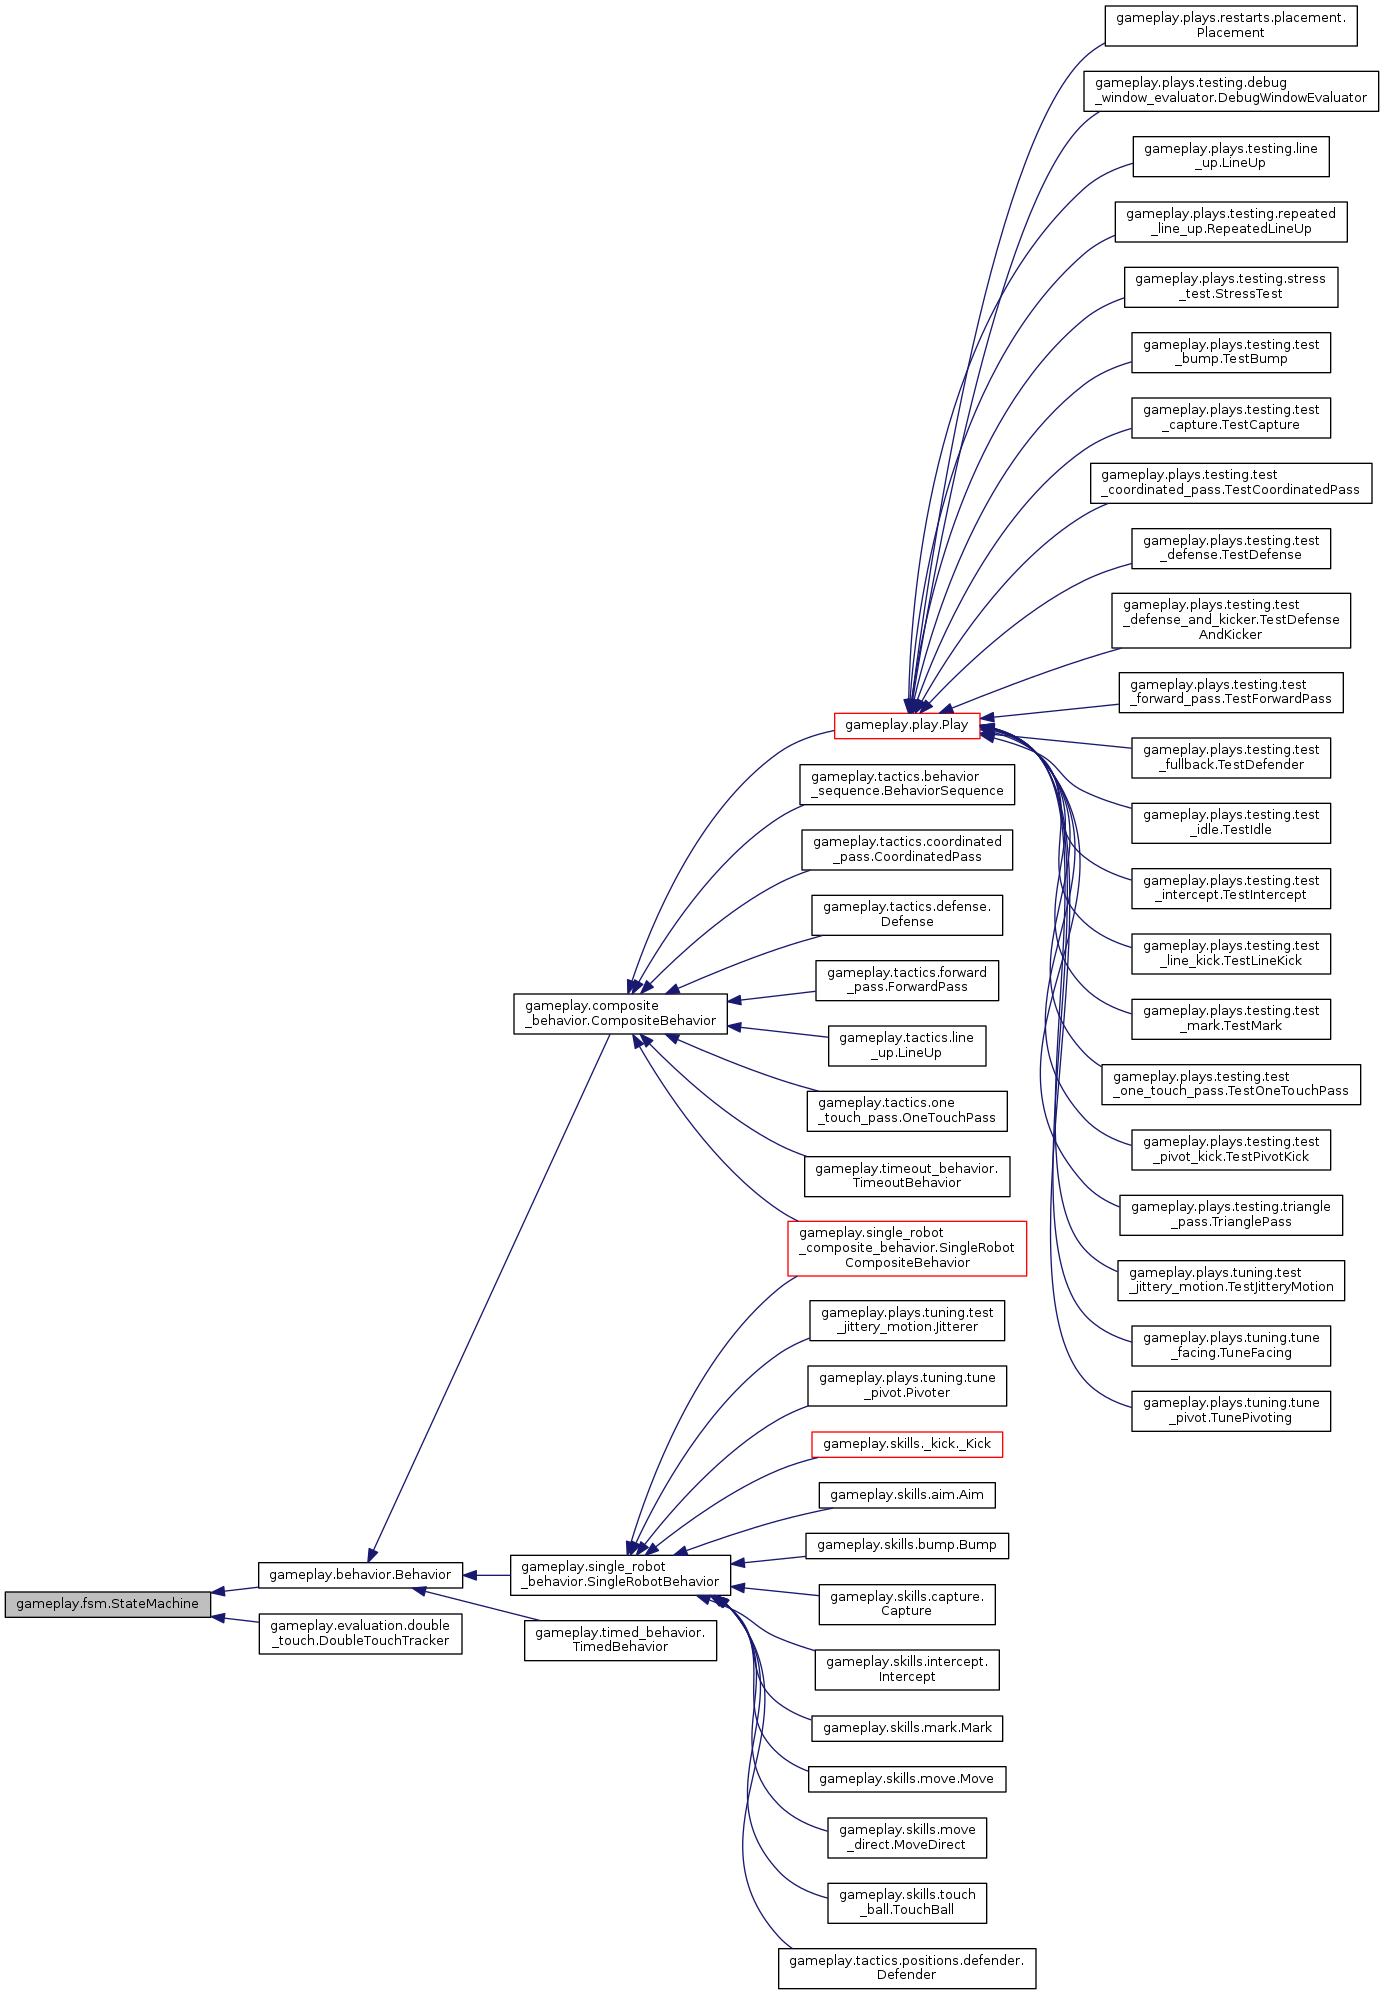 gameplay.plays.restarts.placement.
Placement
gameplay.plays.testing.debug
_window_evaluator.DebugWindowEvaluator
gameplay.plays.testing.line
_up.LineUp
gameplay.plays.testing.repeated
_line_up.RepeatedLineUp
gameplay.plays.testing.stress
_test.StressTest
gameplay.plays.testing.test
_bump.TestBump
gameplay.plays.testing.test
_capture.TestCapture
gameplay.plays.testing.test
_coordinated_pass.TestCoordinatedPass
gameplay.plays.testing.test
_defense.TestDefense
gameplay.plays.testing.test
_defense_and_kicker.TestDefense
AndKicker
gameplay.plays.testing.test
_forward_pass.TestForwardPass
gameplay.play.Play
gameplay.plays.testing.test
_fullback.TestDefender
gameplay.tactics.behavior
_sequence.BehaviorSequence
gameplay.plays.testing.test
_idle.TestIdle
gameplay.tactics.coordinated
_pass.CoordinatedPass
gameplay.plays.testing.test
_intercept.TestIntercept
gameplay.tactics.defense.
Defense
gameplay.plays.testing.test
_line_kick.TestLineKick
gameplay.tactics.forward
_pass.ForwardPass
gameplay.composite
_behavior.CompositeBehavior
gameplay.plays.testing.test
_mark.TestMark
gameplay.tactics.line
_up.LineUp
gameplay.plays.testing.test
_one_touch_pass.TestOneTouchPass
gameplay.tactics.one
_touch_pass.OneTouchPass
gameplay.plays.testing.test
_pivot_kick.TestPivotKick
gameplay.timeout_behavior.
TimeoutBehavior
gameplay.plays.testing.triangle
_pass.TrianglePass
gameplay.single_robot
_composite_behavior.SingleRobot
CompositeBehavior
gameplay.plays.tuning.test
_jittery_motion.TestJitteryMotion
gameplay.plays.tuning.test
_jittery_motion.Jitterer
gameplay.plays.tuning.tune
_facing.TuneFacing
gameplay.plays.tuning.tune
_pivot.Pivoter
gameplay.plays.tuning.tune
_pivot.TunePivoting
gameplay.skills._kick._Kick
gameplay.skills.aim.Aim
gameplay.skills.bump.Bump
gameplay.single_robot
_behavior.SingleRobotBehavior
gameplay.behavior.Behavior
gameplay.fsm.StateMachine
gameplay.skills.capture.
Capture
gameplay.evaluation.double
_touch.DoubleTouchTracker
gameplay.timed_behavior.
TimedBehavior
gameplay.skills.intercept.
Intercept
gameplay.skills.mark.Mark
gameplay.skills.move.Move
gameplay.skills.move
_direct.MoveDirect
gameplay.skills.touch
_ball.TouchBall
gameplay.tactics.positions.defender.
Defender